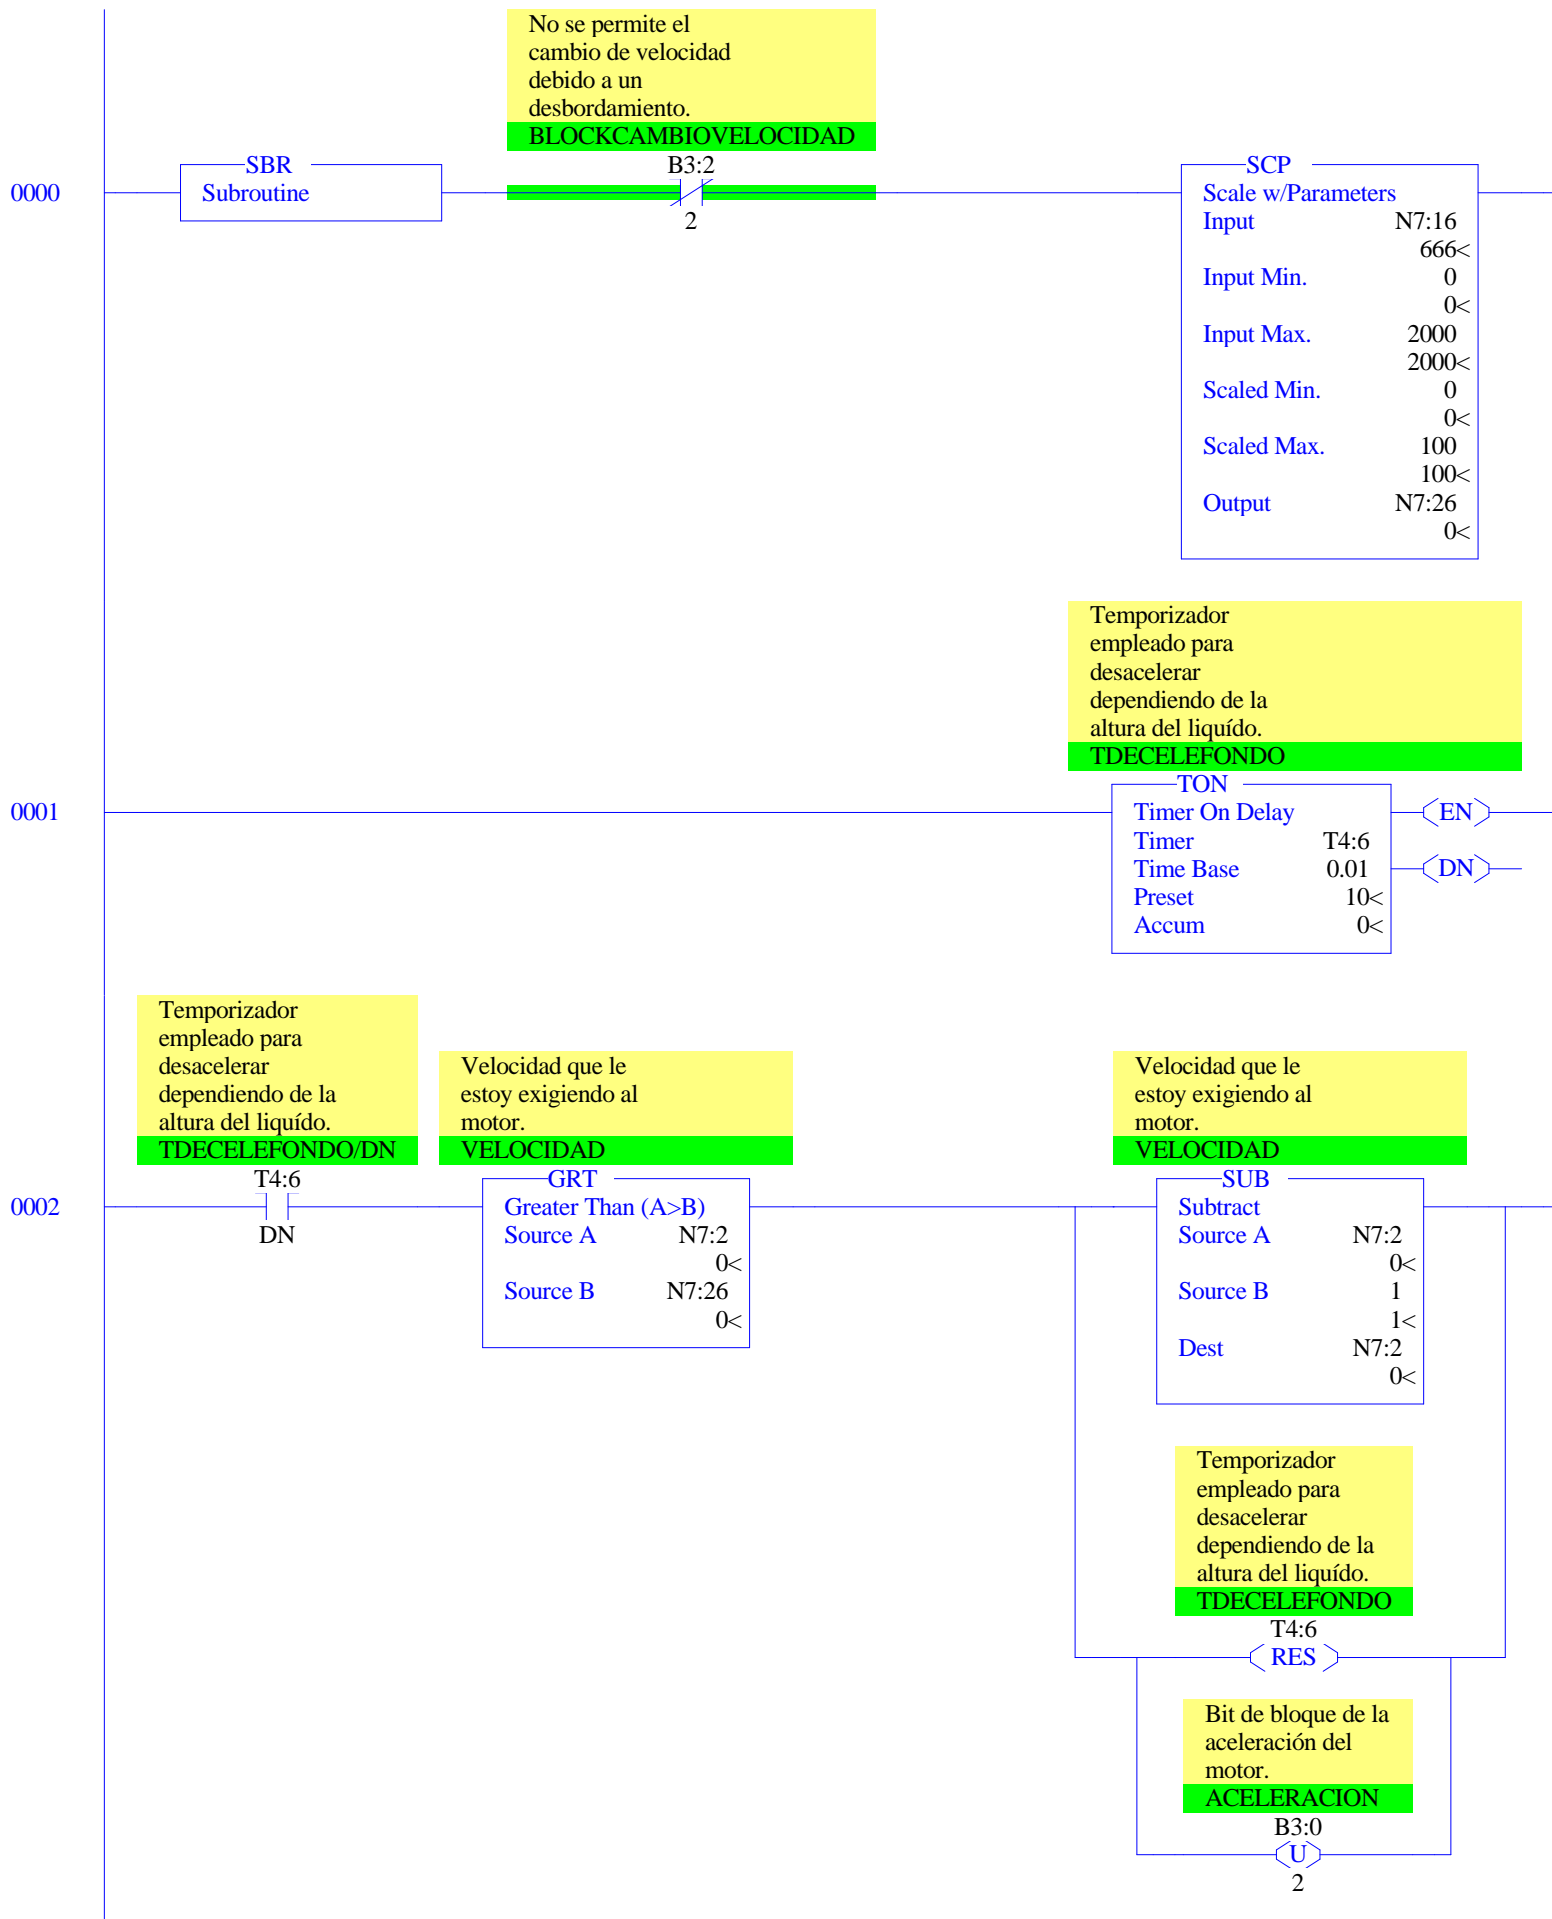 No se permite el
cambio de velocidad
debido a un
desbordamiento.
BLOCKCAMBIOVELOCIDAD
0000
SBR
Subroutine
B3:2
2
SCP
Scale w/Parameters
Input N7:16
666<
Input Min. 0
0<
Input Max. 2000
2000<
Scaled Min. 0
0<
Scaled Max. 100
100<
Output N7:26
0<
Temporizador
empleado para
desacelerar
dependiendo de la
altura del liquído.
TDECELEFONDO
0001
TON
Timer On Delay
Timer T4:6
Time Base 0.01
Preset 10<
Accum 0<
EN
DN
Temporizador
empleado para
desacelerar
dependiendo de la
altura del liquído.
TDECELEFONDO/DN
0002
T4:6
DN
Velocidad que le
estoy exigiendo al
motor.
VELOCIDAD
GRT
Greater Than (A>B)
Source A N7:2
0<
Source B N7:26
0<
Velocidad que le
estoy exigiendo al
motor.
VELOCIDAD
SUB
Subtract
Source A N7:2
0<
Source B 1
1<
Dest N7:2
0<
Temporizador
empleado para
desacelerar
dependiendo de la
altura del liquído.
TDECELEFONDO
T4:6
RES
Bit de bloque de la
aceleración del
motor.
ACELERACION
B3:0
U
2